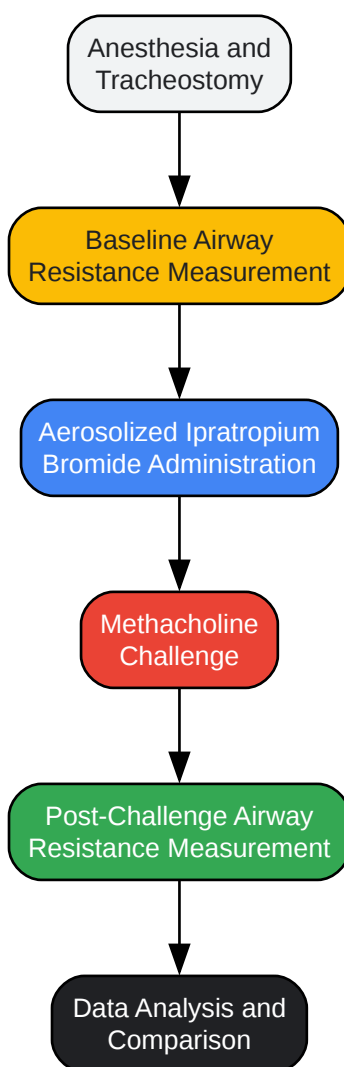 Anesthesia and
Tracheostomy
Baseline Airway
Resistance Measurement
Aerosolized Ipratropium
Bromide Administration
Methacholine
Challenge
Post-Challenge Airway
Resistance Measurement
Data Analysis and
Comparison